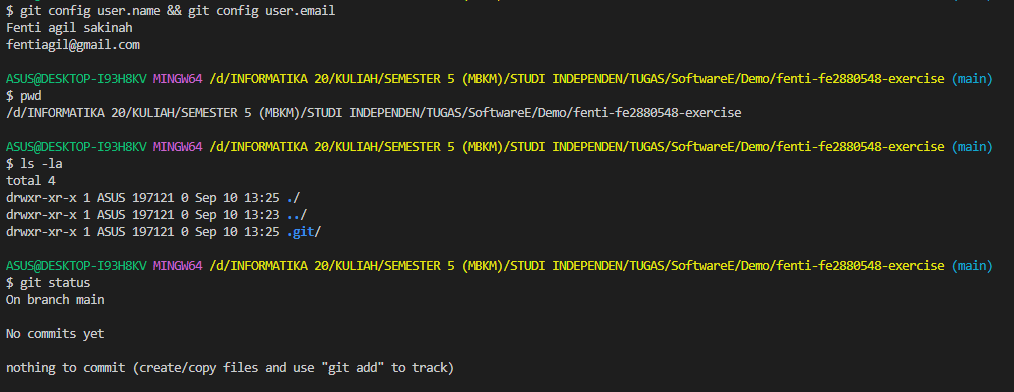 $ git config user.name && git config user.email
Fenti agil sakinah
fentiagil@gmail.com
ASUS@DESKTOP-I93H8KV MINGW64 /d/INFORMATIKA 20/KULIAH/SEMESTER 5 (MBKM)/STUDI INDEPENDEN/TUGAS/SoftwareE/Demo/fenti-fe2880548-exercise (main)
$ pwd
/d/INFORMATIKA 20/KULIAH/SEMESTER 5 (MBKM)/STUDI INDEPENDEN/TUGAS/SoftwareE/Demo/fenti-fe2880548-exercise
ASUS@DESKTOP-I93H8KV MINGW64 /d/INFORMATIKA 20/KULIAH/SEMESTER 5 (MBKM)/STUDI INDEPENDEN/TUGAS/SoftwareE/Demo/fenti-fe2880548-exercise (main)
$ ls -la
total 4
drwxr-xr-x 1 ASUS 197121 0 Sep 10 13:25 ./
drwxr-xr-x 1 ASUS 197121 0 Sep 10 13:23 ../
drwxr-xr-x 1 ASUS 197121 0 Sep 10 13:25 .git/
ASUS@DESKTOP-I93H8KV MINGW64 /d/INFORMATIKA 20/KULIAH/SEMESTER 5 (MBKM)/STUDI INDEPENDEN/TUGAS/SoftwareE/Demo/fenti-fe2880548-exercise (main)
$ git status
On branch main
No commits yet
nothing to commit (create/copy files and use "git add" to track)